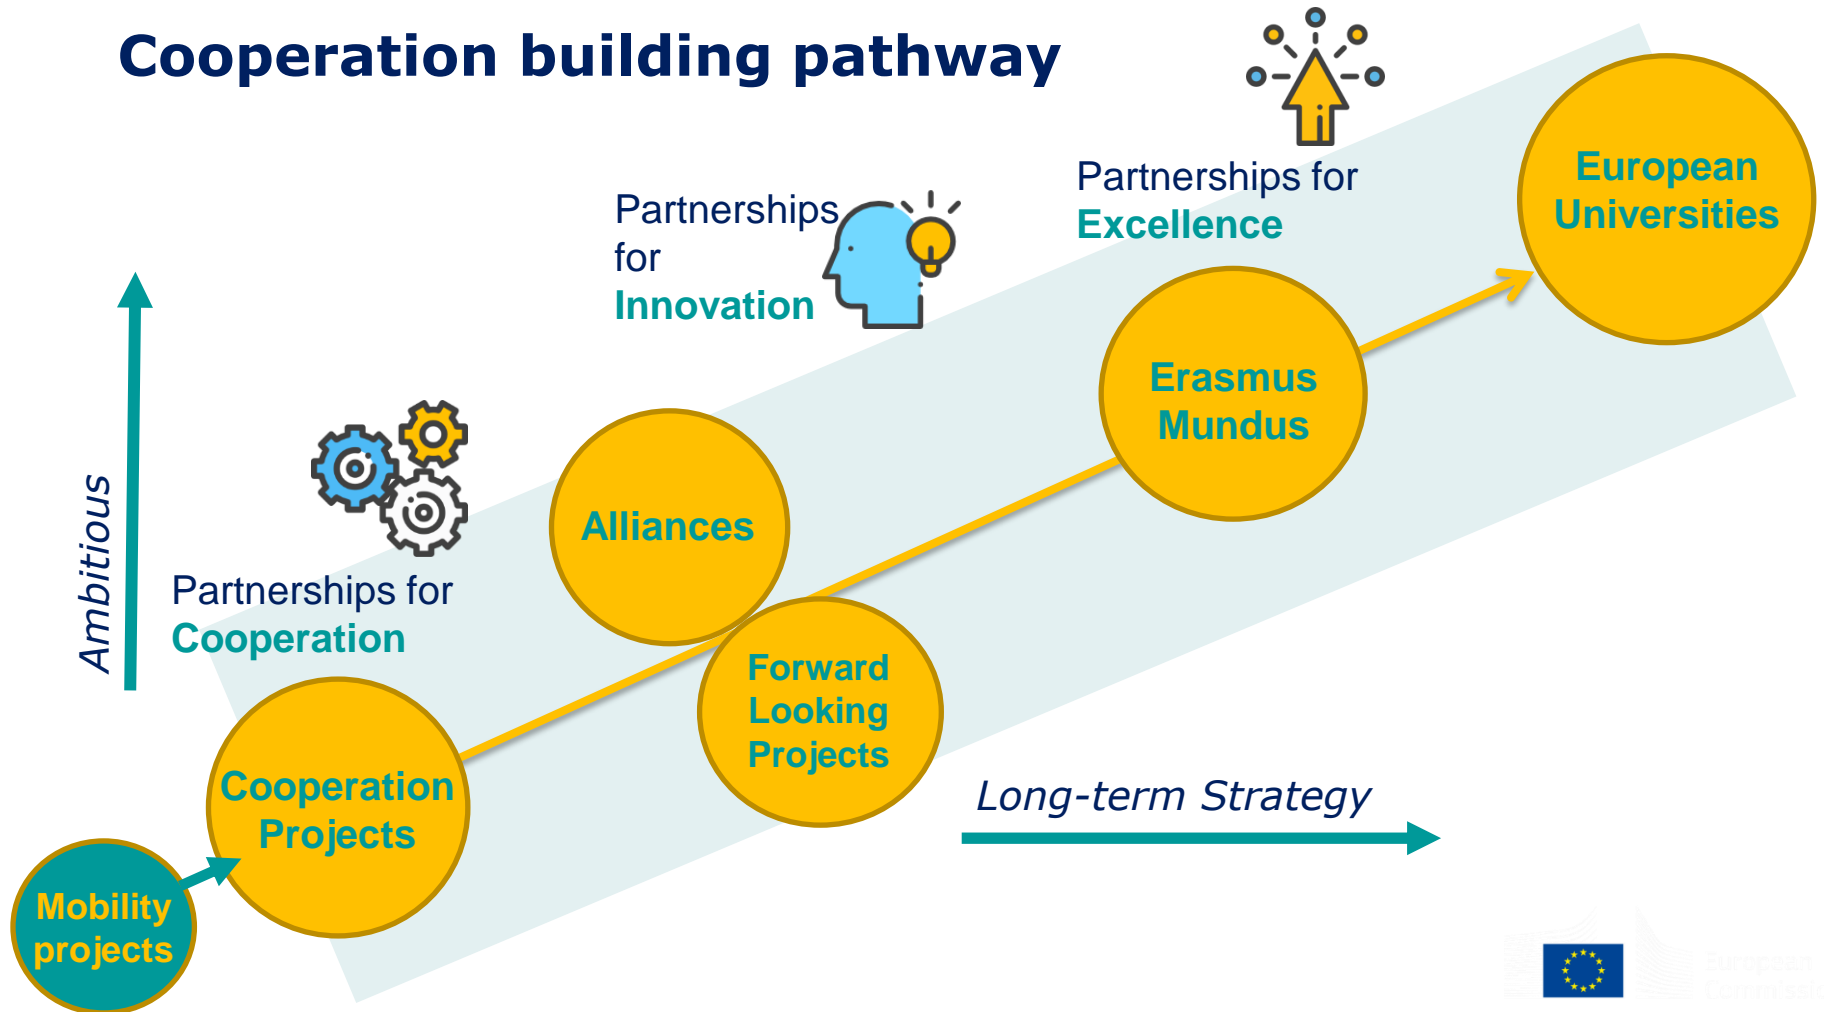 Cooperation building pathway
Partnerships for
Excellence
European
Universities
Partnerships
for
Innovation
Erasmus
Mundus
Ambitious
Alliances
Partnerships for
Cooperation
Forward
Looking
Projects
Cooperation
Projects
Long-term Strategy
Mobility
projects
European